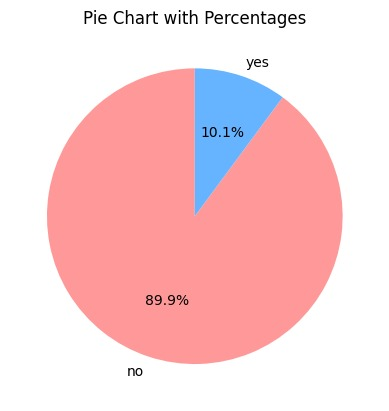 Pie Chart with Percentages
yes
10.1%
89.9%
no